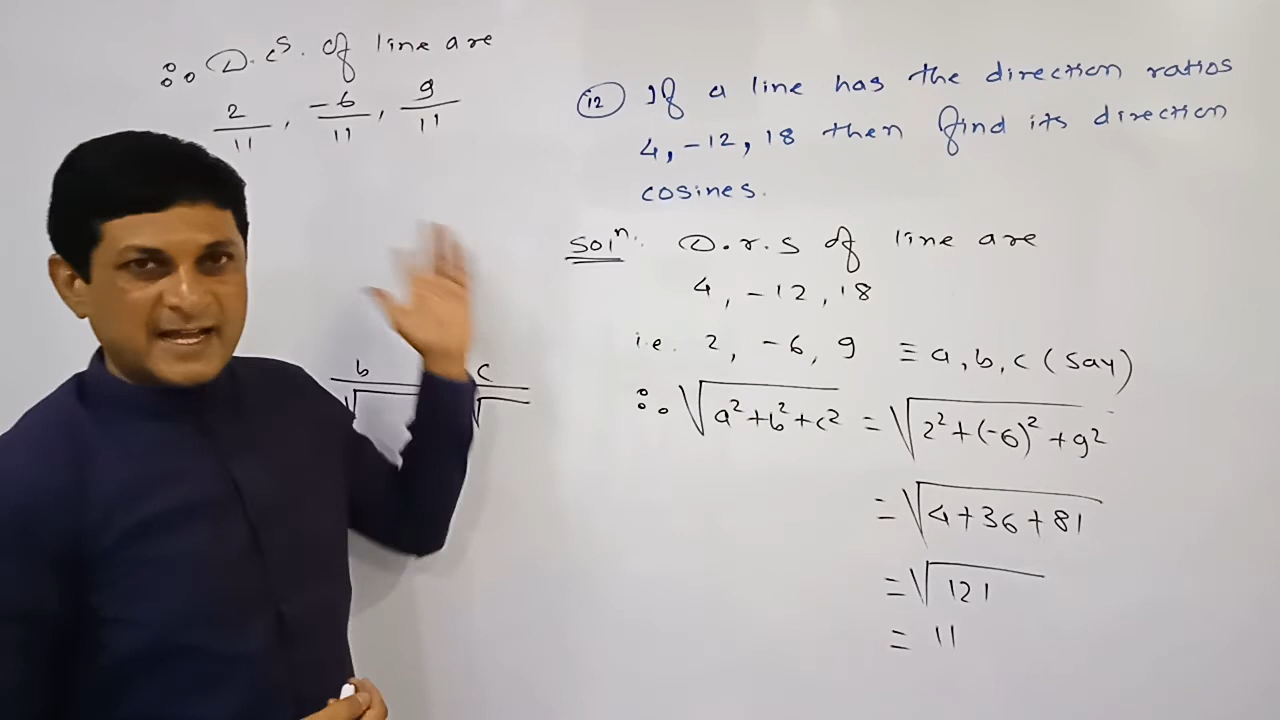 ∴ D.cs. of line are
2/11, -6/11, 9/11
b/√ c/√
(12) If a line has the direction ratios
4, -12, 18 then find its direction
cosines.
Solⁿ: D.r.s of line are
4, -12, 18
i.e. 2, -6, 9 ≡ a, b, c (say)
∴ √(a²+b²+c²) = √(2²+(-6)²+9²)
= √(4+36+81)
= √121
= 11